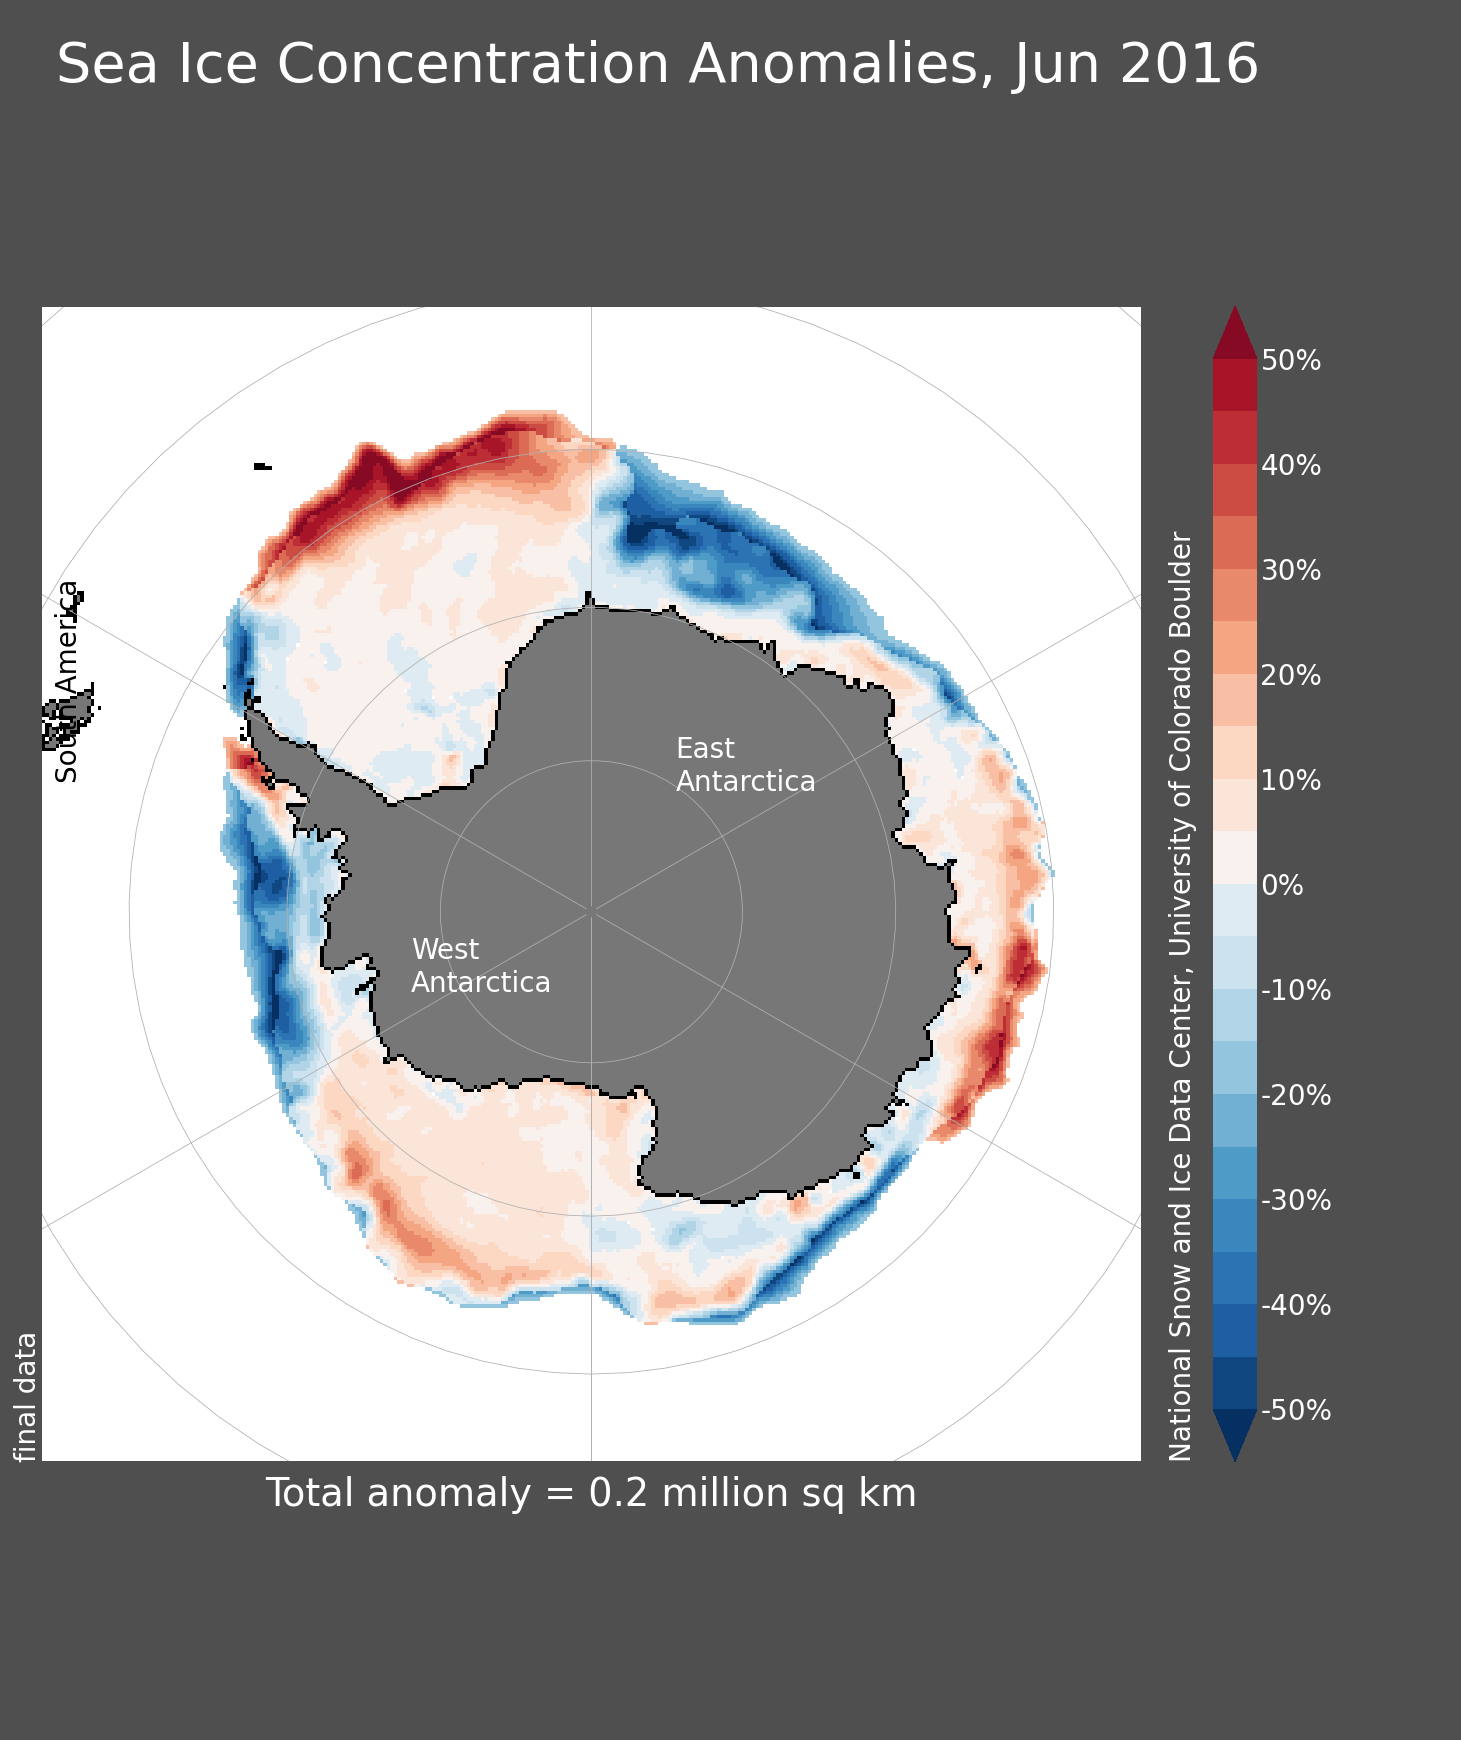 Sea Ice Concentration Anomalies, Jun 2016
South America
East
Antarctica
West
Antarctica
50%
40%
30%
20%
10%
0%
-10%
-20%
-30%
-40%
-50%
National Snow and Ice Data Center, University of Colorado Boulder
final data
Total anomaly = 0.2 million sq km